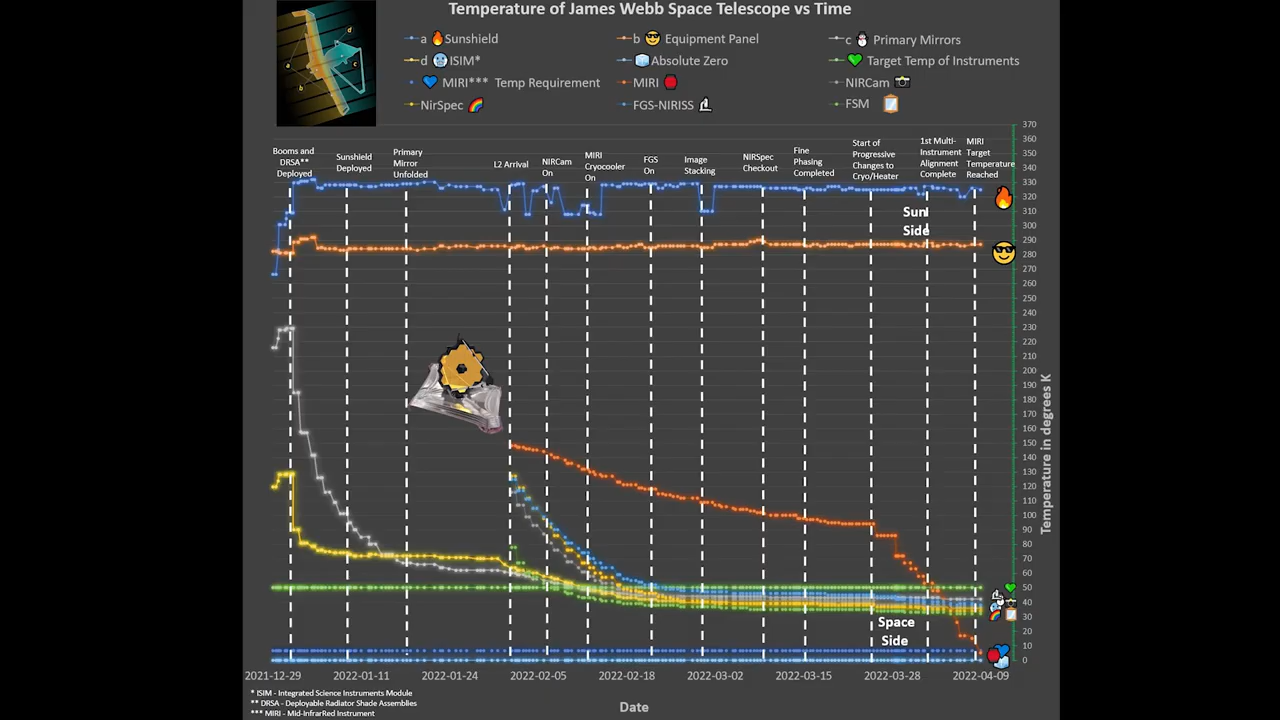 Temperature of James Webb Space Telescope vs Time
a Sunshield
b Equipment Panel
c Primary Mirrors
d ISIM*
Absolute Zero
Target Temp of Instruments
MIRI*** Temp Requirement
MIRI
NIRCam
NirSpec
FGS-NIRISS
FSM
a
b
c
d
Booms and
DRSA**
Deployed
Sunshield
Deployed
Primary
Mirror
Unfolded
L2 Arrival
NIRCam
On
MIRI
Cryocooler
On
FGS
On
Image
Stacking
NIRSpec
Checkout
Fine
Phasing
Completed
Start of
Progressive
Changes to
Cryo/Heater
1st Multi-
Instrument
Alignment
Complete
MIRI
Target
Temperature
Reached
Sun
Side
Space
Side
370
360
350
340
330
320
310
300
290
280
270
260
250
240
230
220
210
200
190
180
170
160
150
140
130
120
110
100
90
80
70
60
50
40
30
20
10
0
Temperature in degrees K
2021-12-29
2022-01-11
2022-01-24
2022-02-05
2022-02-18
2022-03-02
2022-03-15
2022-03-28
2022-04-09
Date
* ISIM - Integrated Science Instruments Module
** DRSA - Deployable Radiator Shade Assemblies
*** MIRI - Mid-InfrarRed Instrument